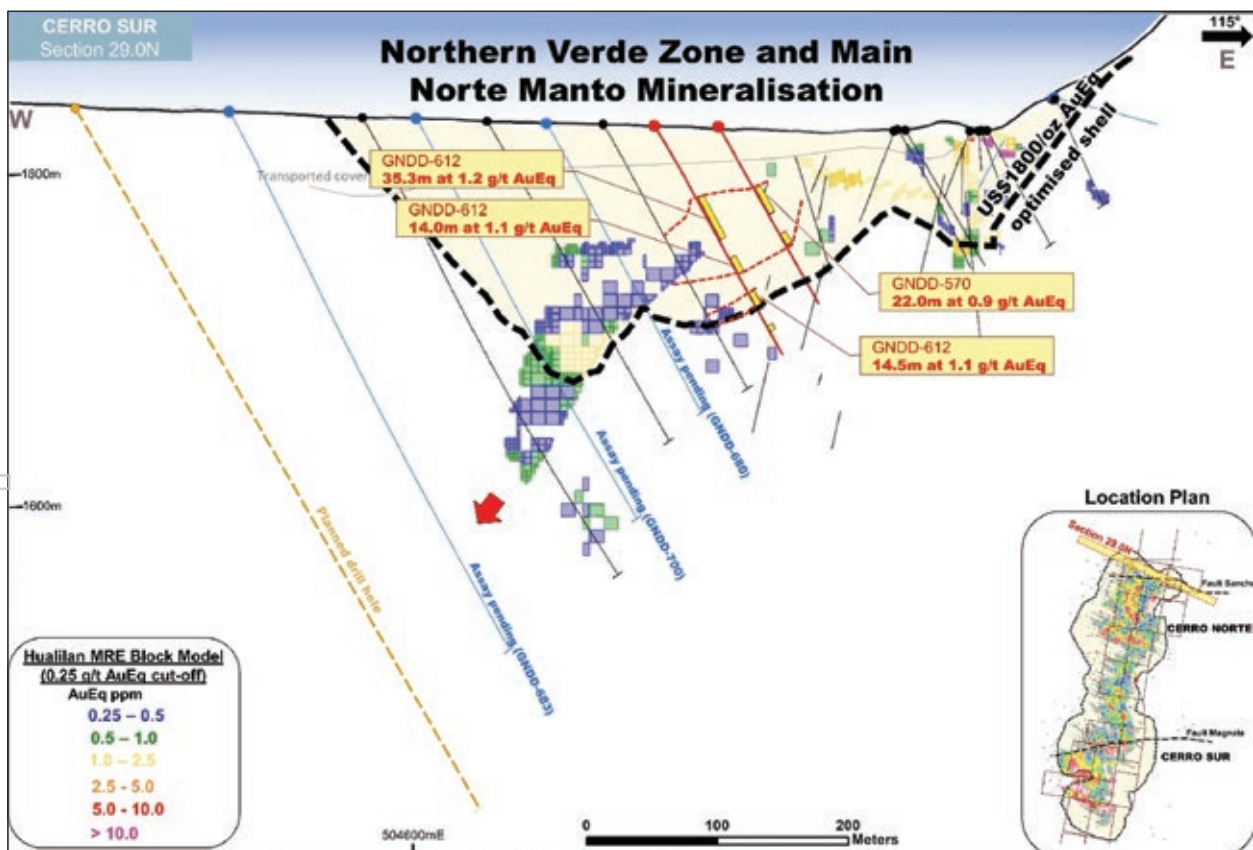 CERRO SUR
Section 29.0N
Northern Verde Zone and Main
Norte Manto Mineralisation
115°
E
W
1800m
Transported cover
GNDD-612
35.3m at 1.2 g/t AuEq
GNDD-612
14.0m at 1.1 g/t AuEq
US$1800/oz AuEq
optimised shell
GNDD-570
22.0m at 0.9 g/t AuEq
GNDD-612
14.5m at 1.1 g/t AuEq
Assay pending (GNDD-680)
Assay pending (GNDD-700)
Assay pending (GNDD-683)
Planned drill hole
1600m
Location Plan
Section 29.0N
Fault Sanche
CERRO NORTE
Fault Magnata
CERRO SUR
Hualilan MRE Block Model
(0.25 g/t AuEq cut-off)
AuEq ppm
0.25 – 0.5
0.5 – 1.0
1.0 – 2.5
2.5 - 5.0
5.0 - 10.0
> 10.0
504600mE
0 100 200
Meters